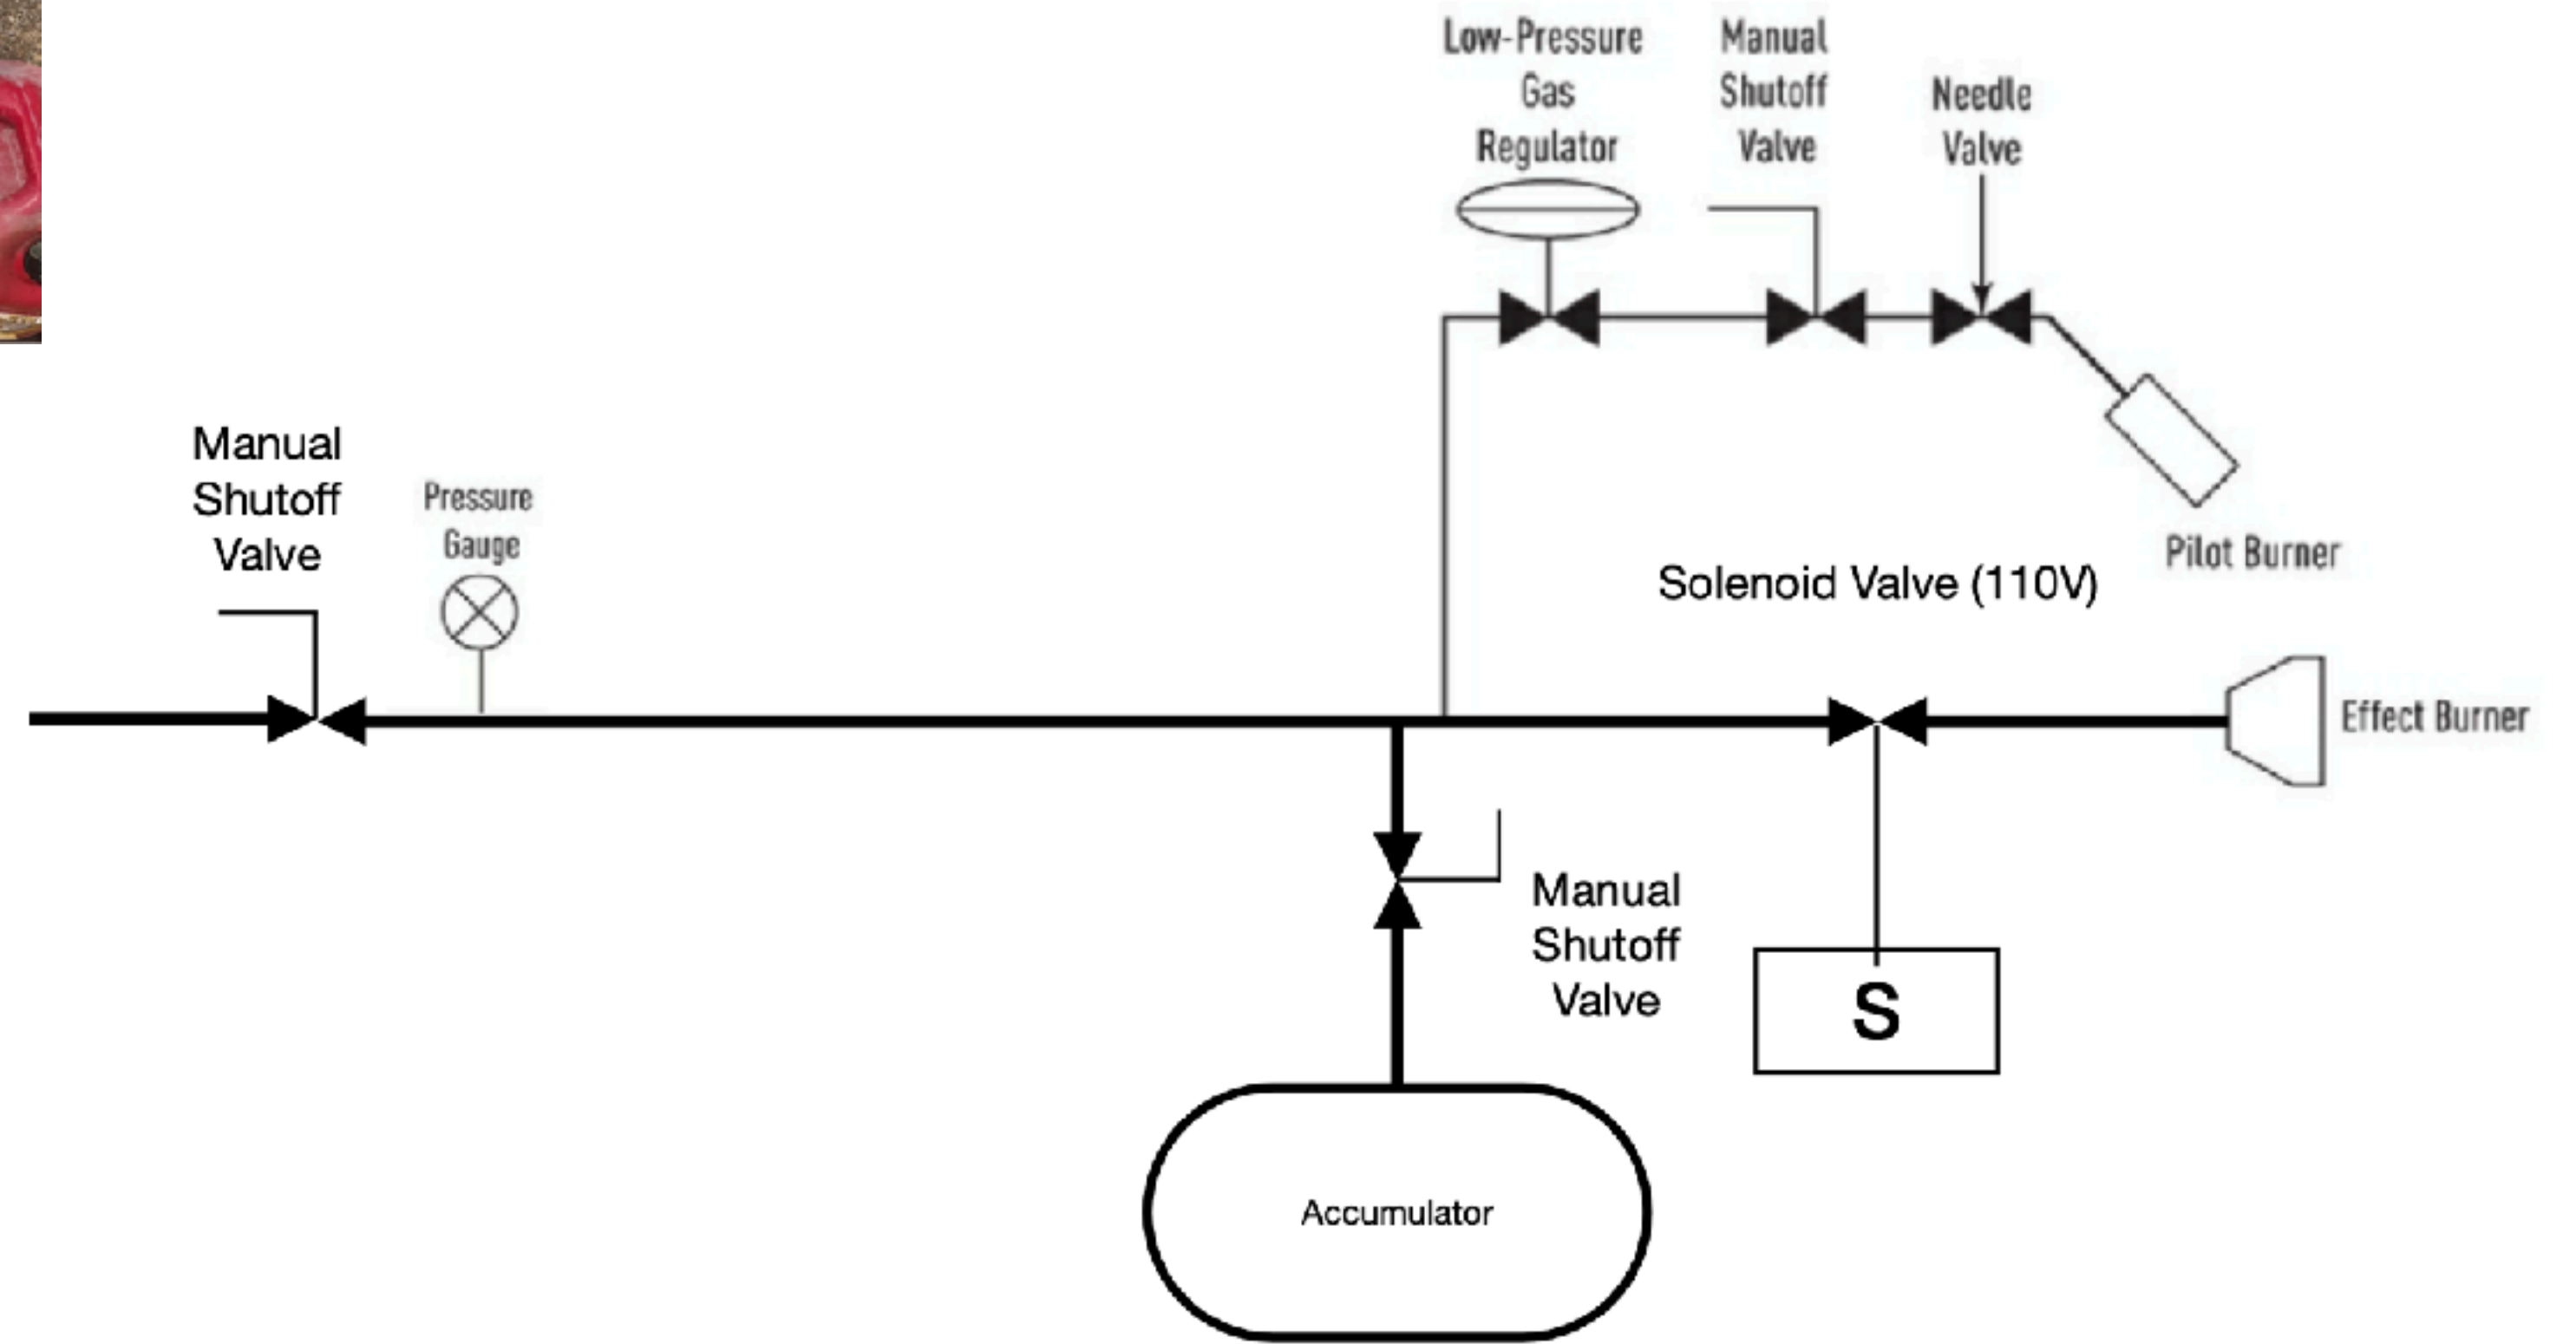 Low-Pressure
Gas
Regulator
Manual
Shutoff
Valve
Needle
Valve
Manual
Shutoff
Valve
Pressure
Gauge
Pilot Burner
Solenoid Valve (110V)
Effect Burner
Manual
Shutoff
Valve
S
Accumulator